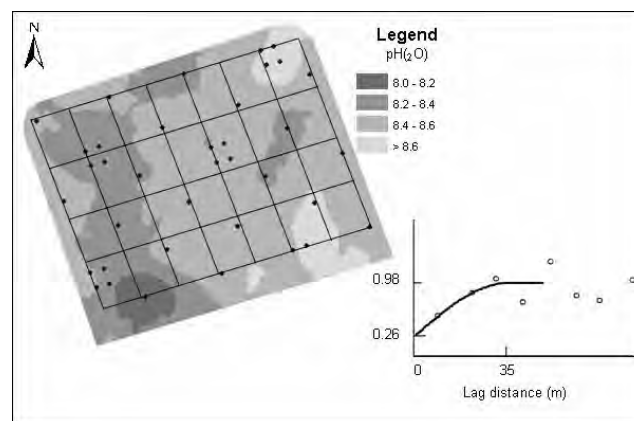 N
Legend
pH(₂O)
8.0 - 8.2
8.2 - 8.4
8.4 - 8.6
> 8.6
0.98
0.26
0
35
Lag distance (m)